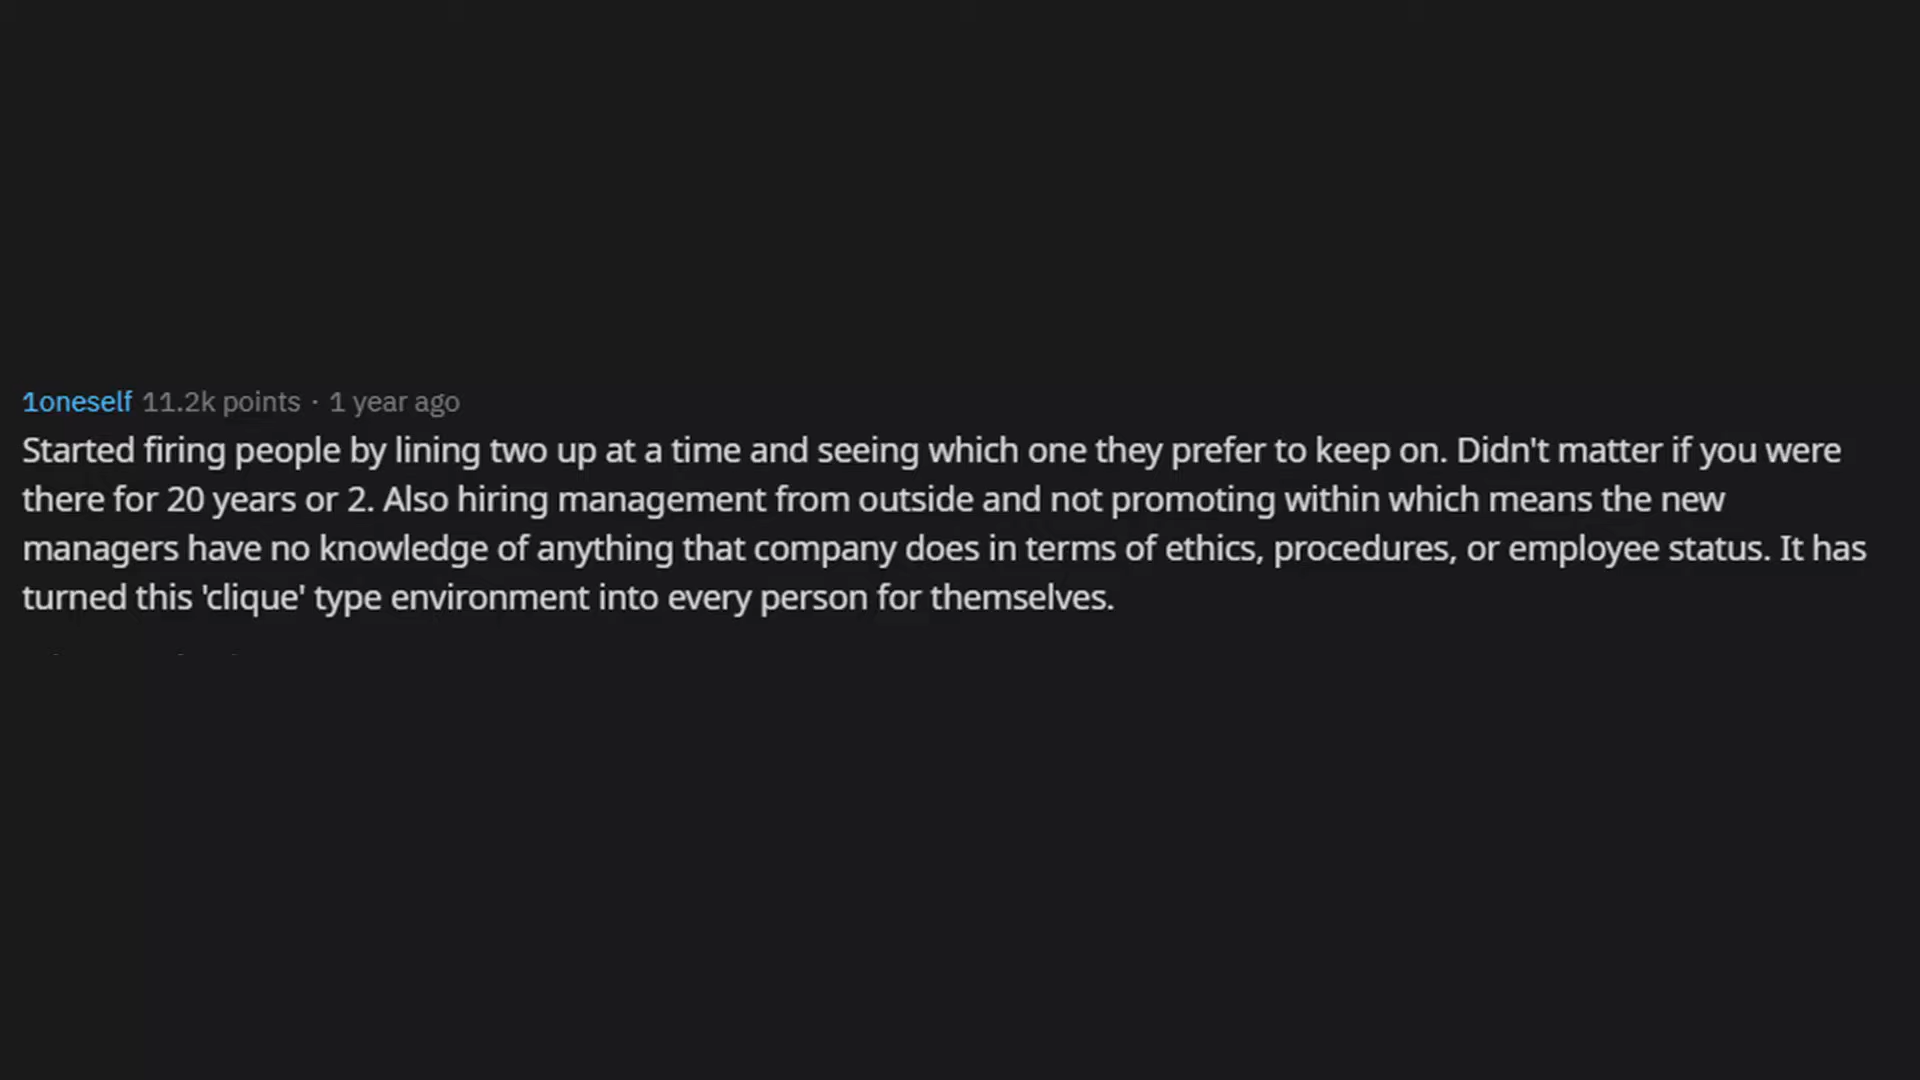 1oneself 11.2k points · 1 year ago
Started firing people by lining two up at a time and seeing which one they prefer to keep on. Didn't matter if you were
there for 20 years or 2. Also hiring management from outside and not promoting within which means the new
managers have no knowledge of anything that company does in terms of ethics, procedures, or employee status. It has
turned this 'clique' type environment into every person for themselves.